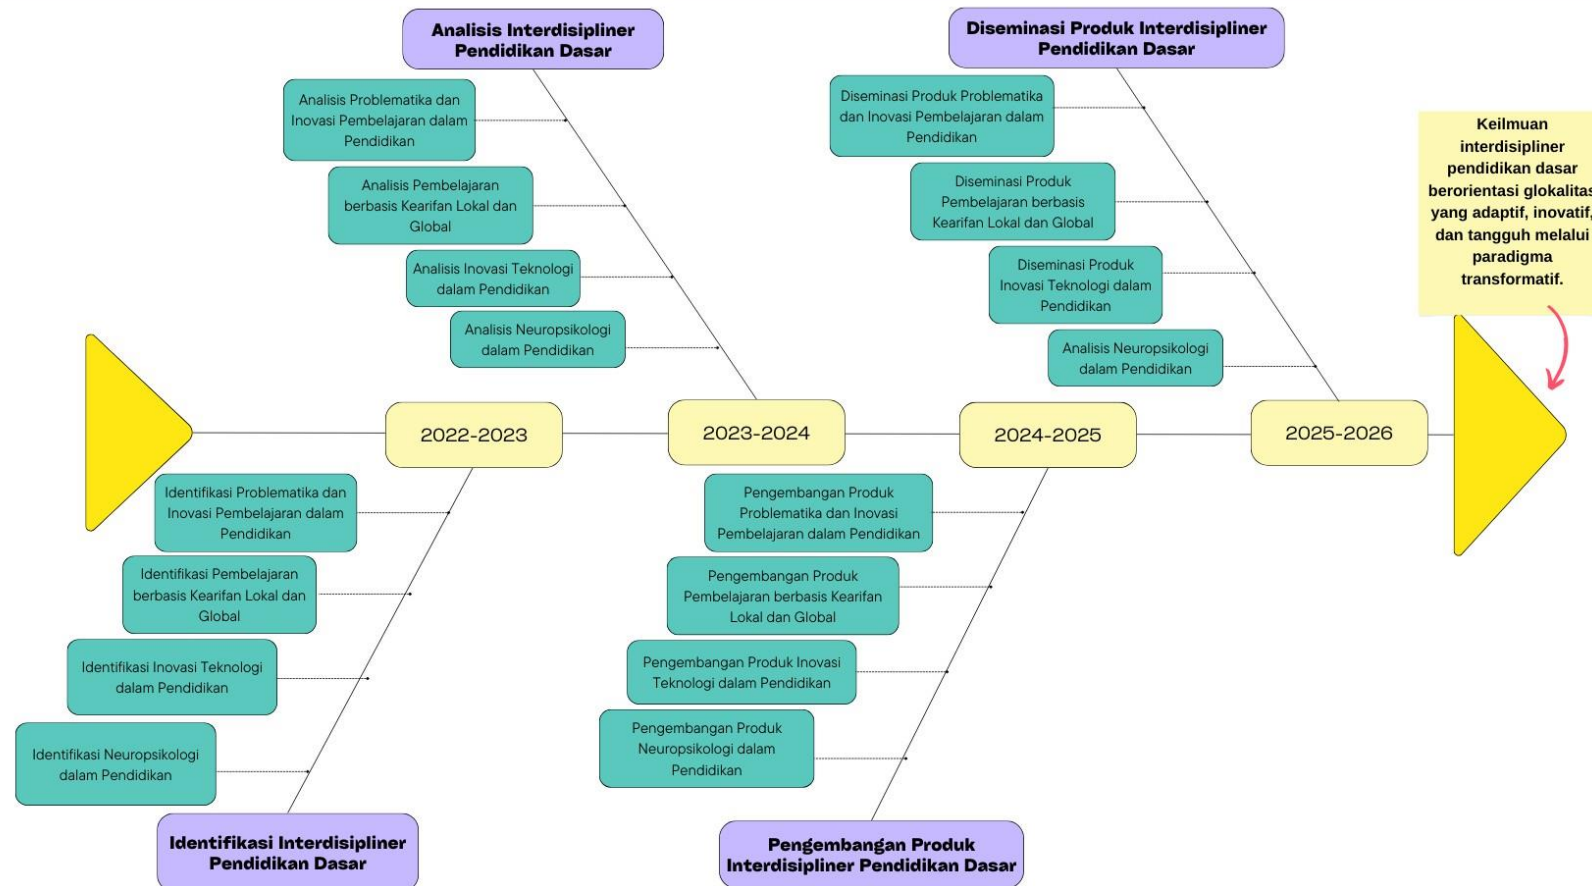 Analisis Interdisipliner
Pendidikan Dasar
Analisis Problematika dan
Inovasi Pembelajaran dalam
Pendidikan
Analisis Pembelajaran
berbasis Kearifan Lokal dan
Global
Analisis Inovasi Teknologi
dalam Pendidikan
Analisis Neuropsikologi
dalam Pendidikan
Diseminasi Produk Interdisipliner
Pendidikan Dasar
Diseminasi Produk Problematika
dan Inovasi Pembelajaran dalam
Pendidikan
Diseminasi Produk
Pembelajaran berbasis
Kearifan Lokal dan Global
Diseminasi Produk
Inovasi Teknologi dalam
Pendidikan
Analisis Neuropsikologi
dalam Pendidikan
Keilmuan
interdisipliner
pendidikan dasar
berorientasi glokalitas
yang adaptif, inovatif,
dan tangguh melalui
paradigma
transformatif.
2022-2023
2023-2024
2024-2025
2025-2026
Identifikasi Problematika dan
Inovasi Pembelajaran dalam
Pendidikan
Identifikasi Pembelajaran
berbasis Kearifan Lokal dan
Global
Identifikasi Inovasi Teknologi
dalam Pendidikan
Identifikasi Neuropsikologi
dalam Pendidikan
Identifikasi Interdisipliner
Pendidikan Dasar
Pengembangan Produk
Problematika dan Inovasi
Pembelajaran dalam Pendidikan
Pengembangan Produk
Pembelajaran berbasis Kearifan
Lokal dan Global
Pengembangan Produk Inovasi
Teknologi dalam Pendidikan
Pengembangan Produk
Neuropsikologi dalam
Pendidikan
Pengembangan Produk
Interdisipliner Pendidikan Dasar